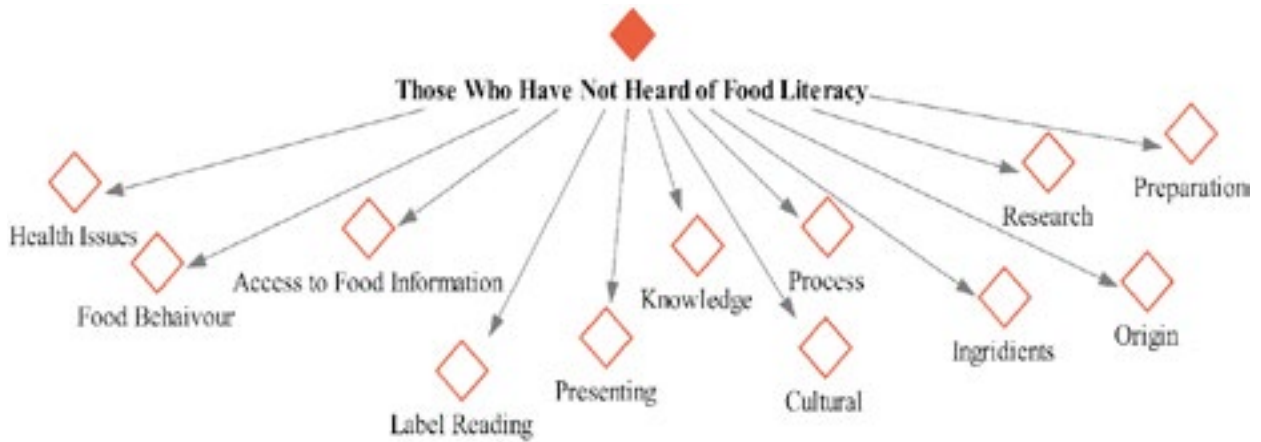 Those Who Have Not Heard of Food Literacy
Preparation
Research
Health Issues
Access to Food Information
Process
Knowledge
Food Behaivour
Origin
Ingridients
Presenting
Cultural
Label Reading